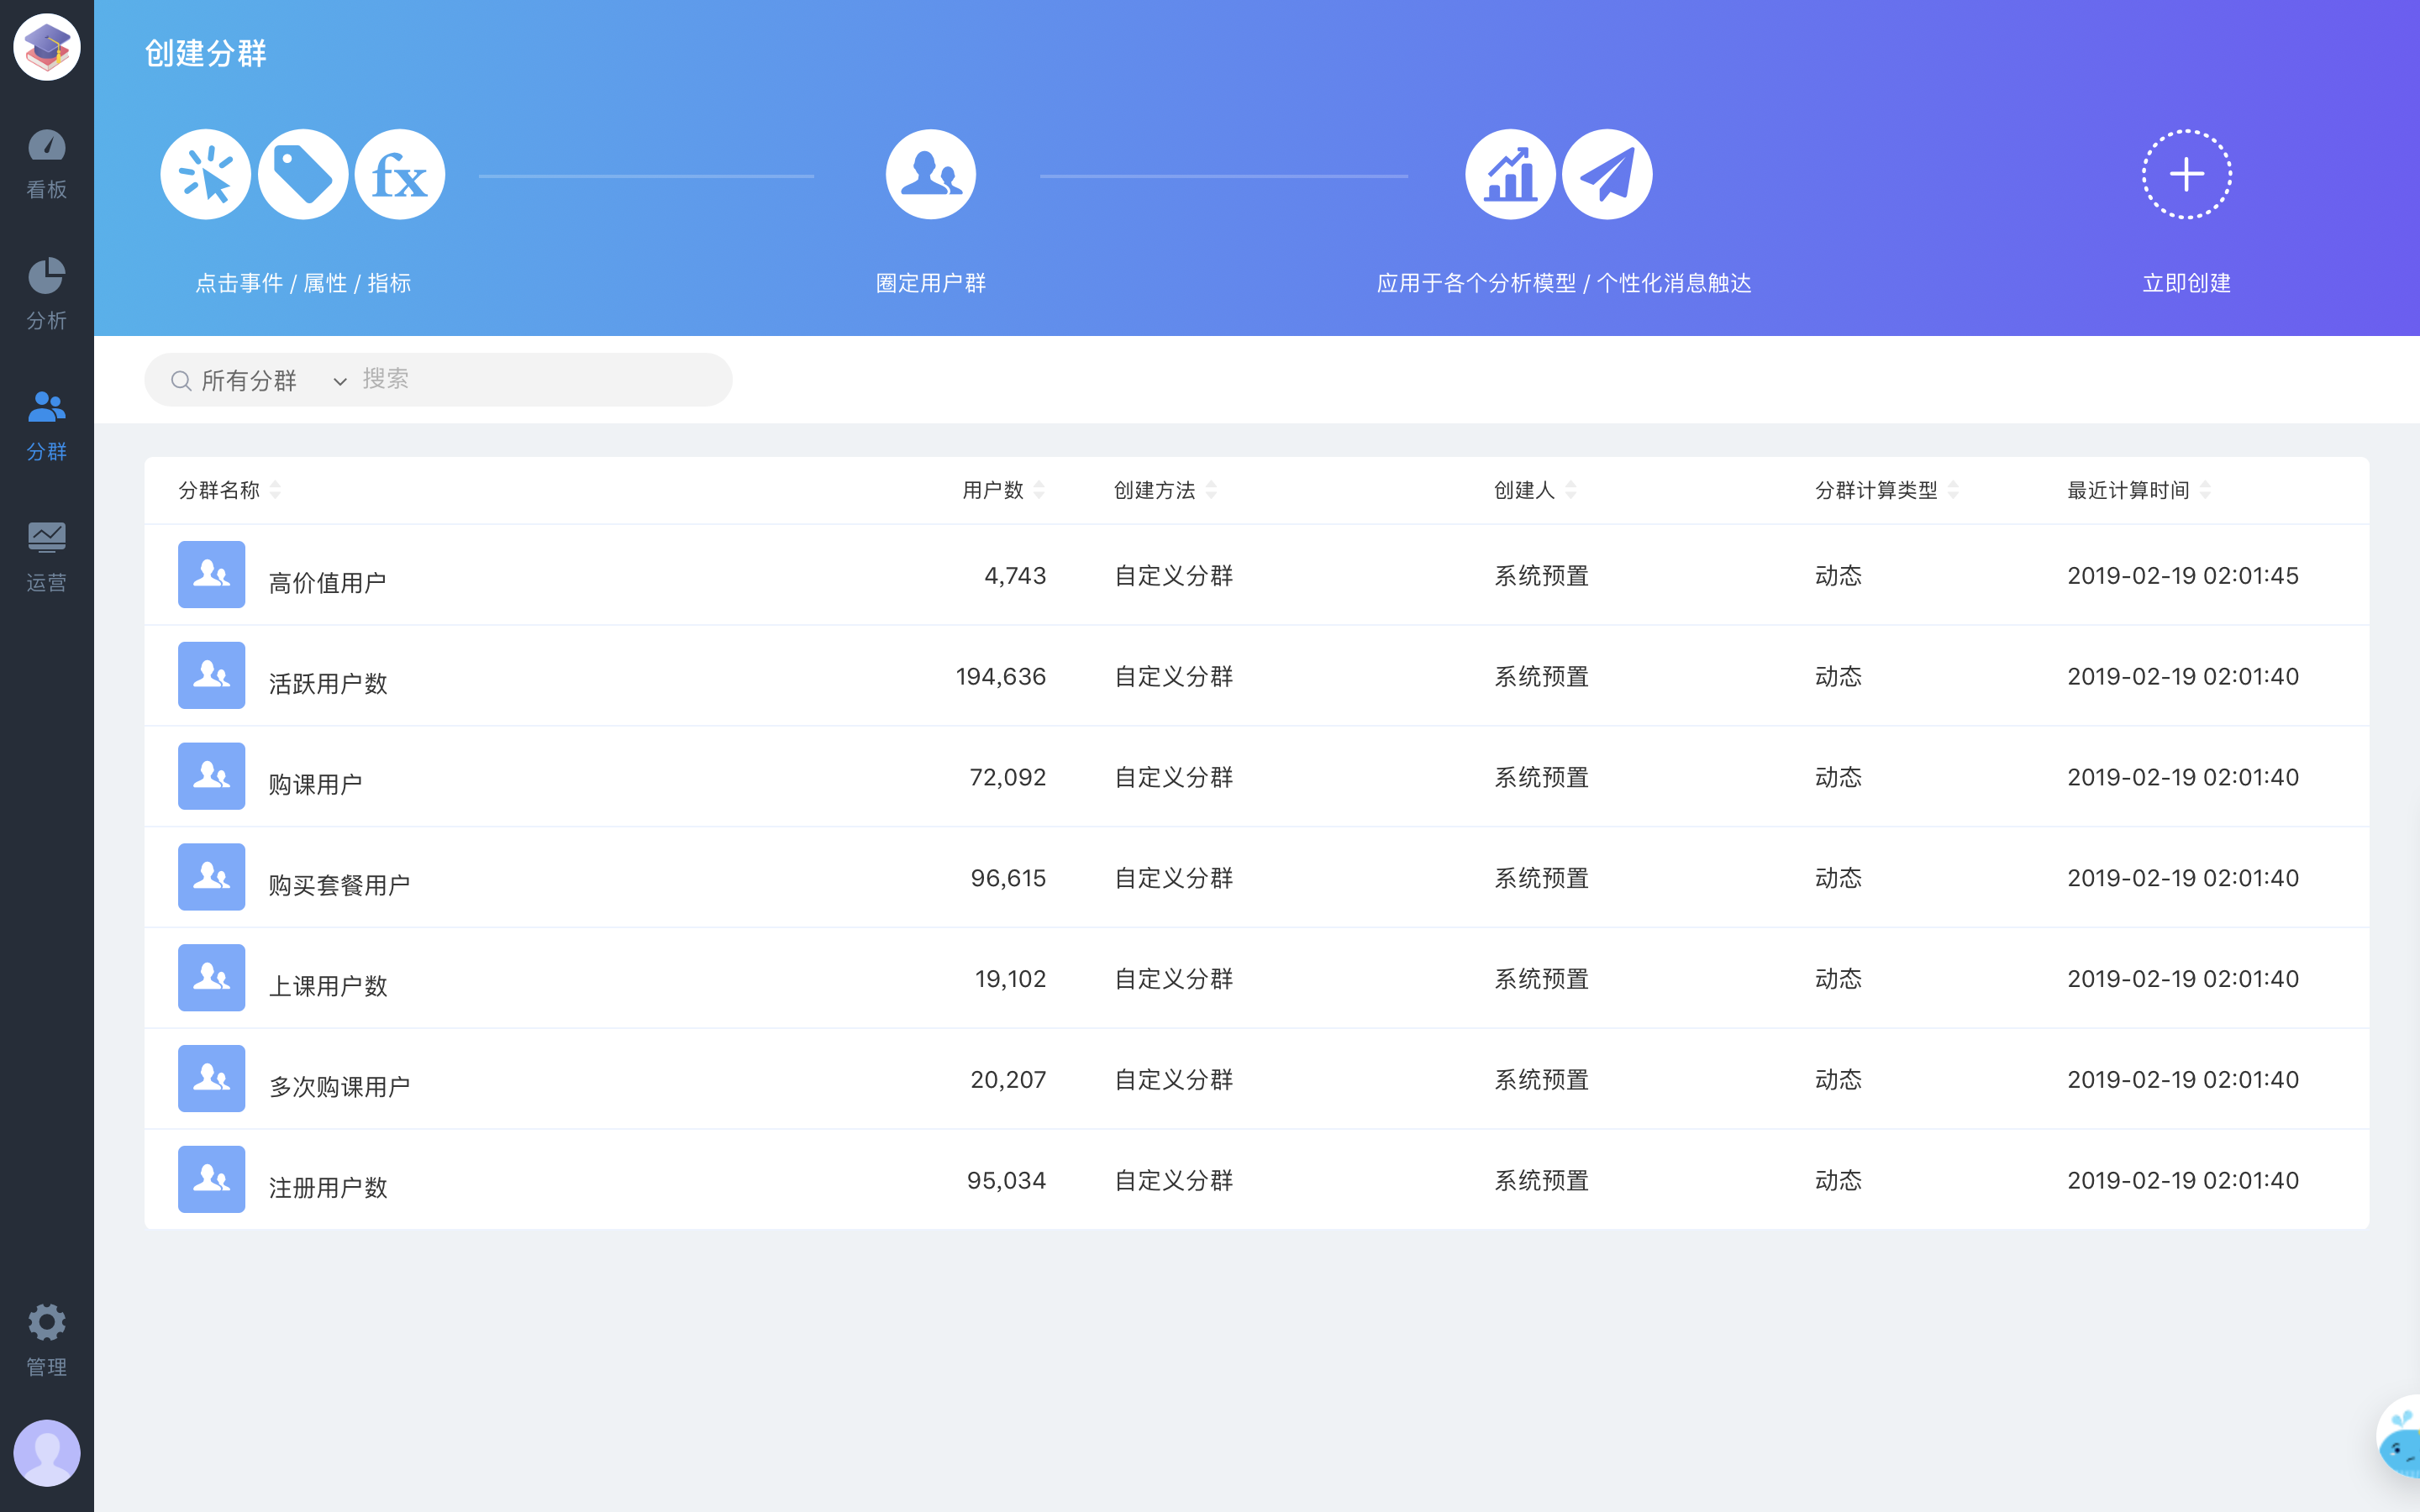 创建分群
看板
分析
分群
运营
管理
fx
点击事件 / 属性 / 指标
圈定用户群
应用于各个分析模型 / 个性化消息触达
立即创建
所有分群 搜索
分群名称 用户数 创建方法 创建人 分群计算类型 最近计算时间
高价值用户 4,743 自定义分群 系统预置 动态 2019-02-19 02:01:45
活跃用户数 194,636 自定义分群 系统预置 动态 2019-02-19 02:01:40
购课用户 72,092 自定义分群 系统预置 动态 2019-02-19 02:01:40
购买套餐用户 96,615 自定义分群 系统预置 动态 2019-02-19 02:01:40
上课用户数 19,102 自定义分群 系统预置 动态 2019-02-19 02:01:40
多次购课用户 20,207 自定义分群 系统预置 动态 2019-02-19 02:01:40
注册用户数 95,034 自定义分群 系统预置 动态 2019-02-19 02:01:40